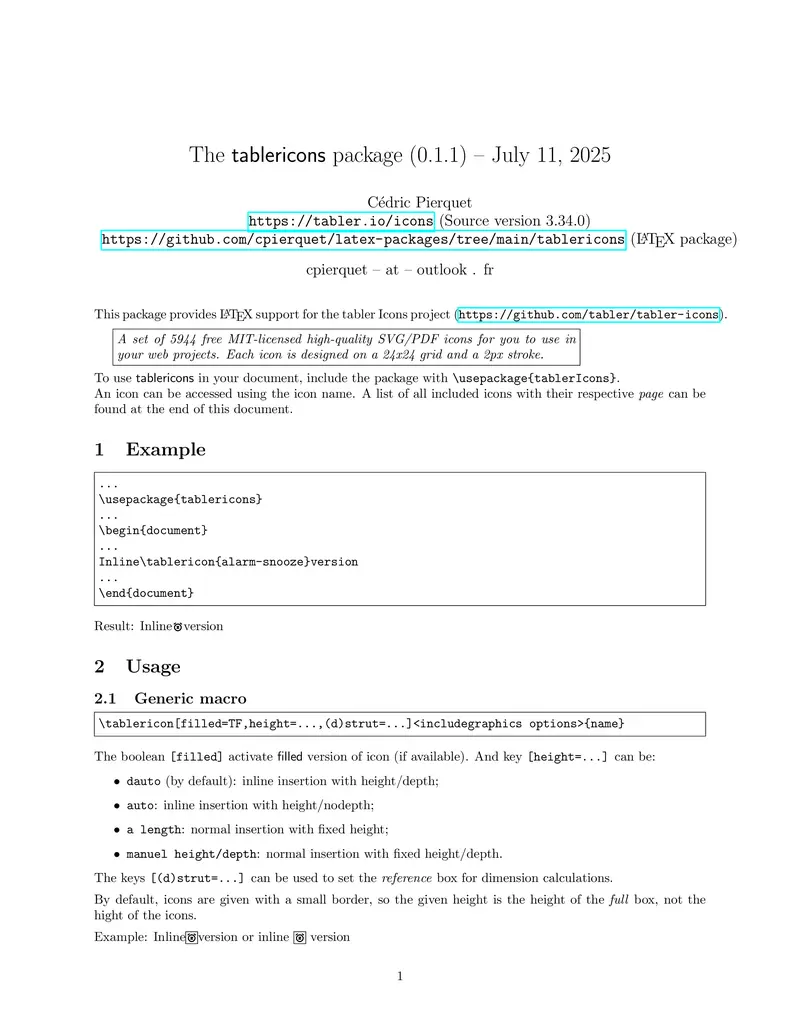 The tablericons package (0.1.1) – July 11, 2025
Cédric Pierquet
https://tabler.io/icons (Source version 3.34.0)
https://github.com/cpierquet/latex-packages/tree/main/tablericons (LATEX package)
cpierquet – at – outlook . fr
This package provides LATEX support for the tabler Icons project (https://github.com/tabler/tabler-icons).
A set of 5944 free MIT-licensed high-quality SVG/PDF icons for you to use in
your web projects. Each icon is designed on a 24x24 grid and a 2px stroke.
To use tablericons in your document, include the package with \usepackage{tablerIcons}.
An icon can be accessed using the icon name. A list of all included icons with their respective page can be
found at the end of this document.
1 Example
...
\usepackage{tablericons}
...
\begin{document}
...
Inline\tablericon{alarm-snooze}version
...
\end{document}
Result: Inline version
2 Usage
2.1 Generic macro
\tablericon[filled=TF,height=...,(d)strut=...]<includegraphics options>{name}
The boolean [filled] activate filled version of icon (if available). And key [height=...] can be:
• dauto (by default): inline insertion with height/depth;
• auto: inline insertion with height/nodepth;
• a length: normal insertion with fixed height;
• manuel height/depth: normal insertion with fixed height/depth.
The keys [(d)strut=...] can be used to set the reference box for dimension calculations.
By default, icons are given with a small border, so the given height is the height of the full box, not the
hight of the icons.
Example: Inline version or inline version
1